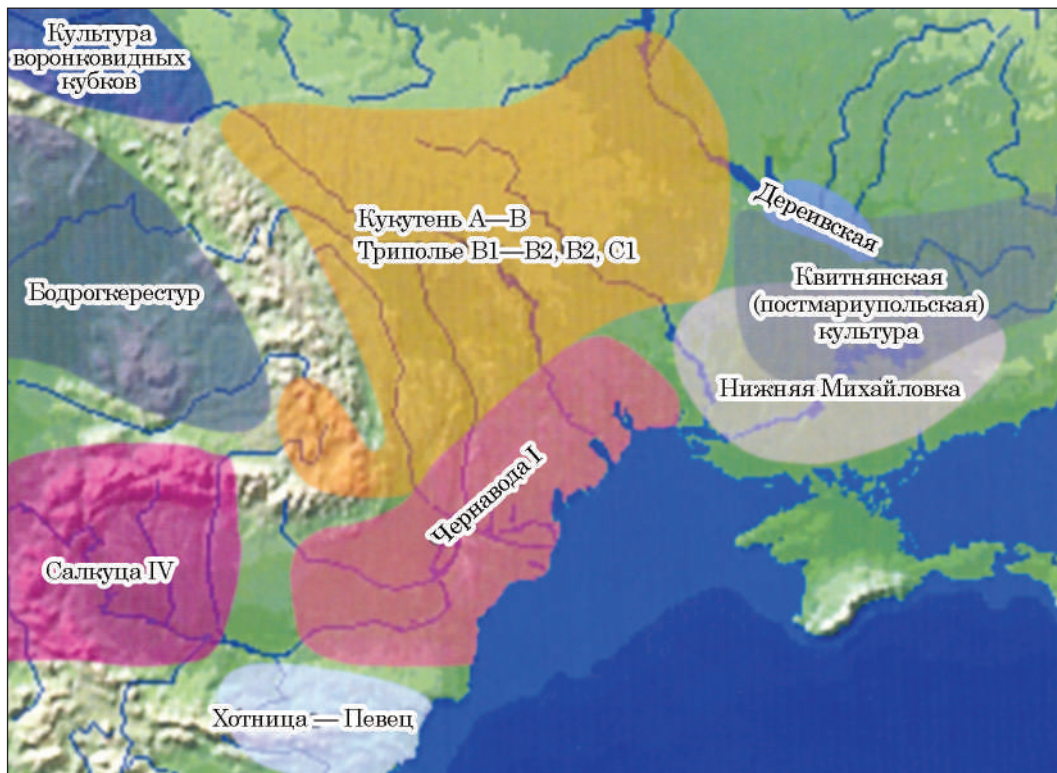 Культура
воронковидных
кубков
Кукутень А—В
Триполье В1—В2, В2, С1
Дереивская
Бодрогкерестур
Квитнянская
(постмариупольская)
культура
Нижняя Михайловка
Чернавода I
Салкуца IV
Хотница — Певец